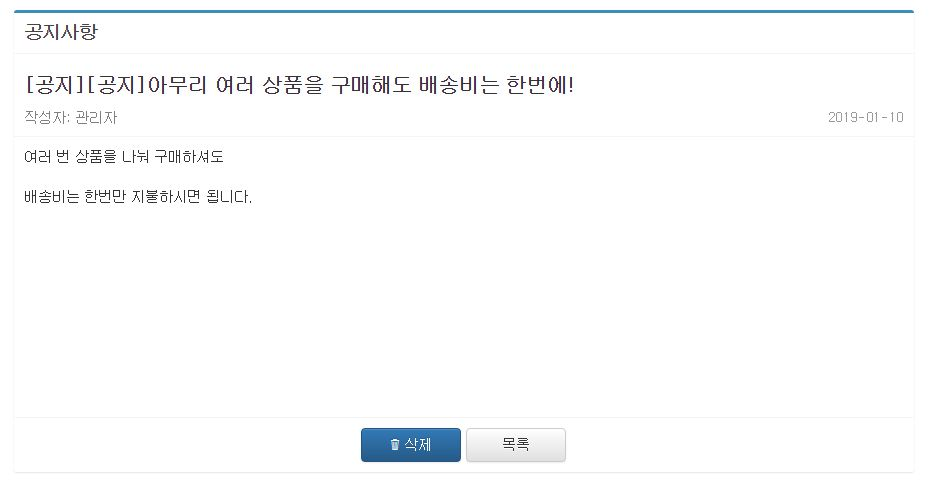 공지사항
[공지][공지]아무리 여러 상품을 구매해도 배송비는 한번에!
작성자: 관리자 2019-01-10
여러 번 상품을 나눠 구매하셔도
배송비는 한번만 지불하시면 됩니다.
삭제 목록